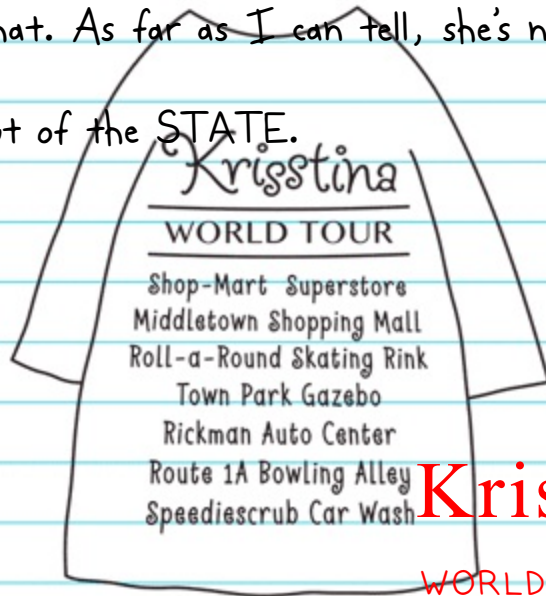 As far as I can tell, she's
of the STATE.
Krisstina
WORLD TOUR
Shop-Mart Superstore
Middletown Shopping Mall
Roll-a-Round Skating Rink
Town Park Gazebo
Rickman Auto Center
Route 1A Bowling Alley
Speediescrub Car Wash
Kris
WORLD